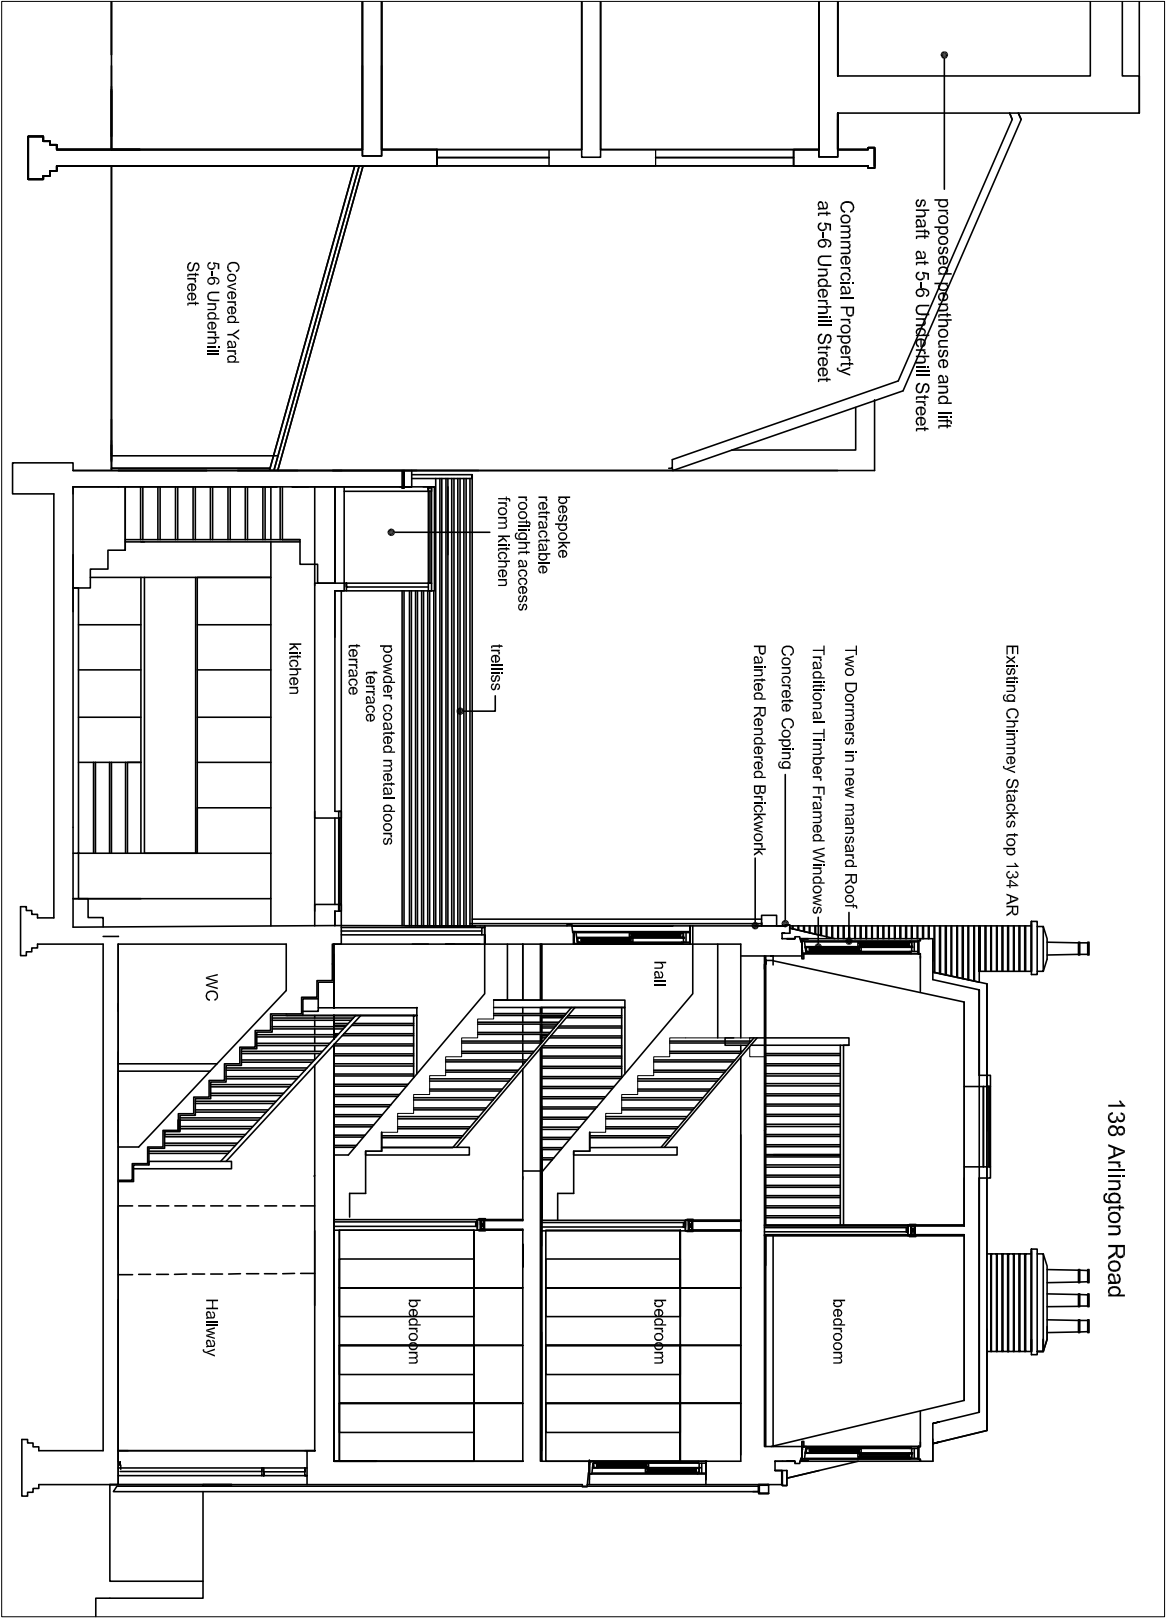 138 Arlington Road
Existing Chimney Stacks top 134 AR
proposed penthouse and lift
shaft at 5-6 Underhill Street
Commercial Property
at 5-6 Underhill Street
Two Dormers in new mansard Roof
Traditional Timber Framed Windows
Concrete Coping
Painted Rendered Brickwork
bedroom
hall
bedroom
bespoke
retractable
rooflight access
from kitchen
trelliss
powder coated metal doors
terrace
terrace
bedroom
kitchen
Covered Yard
5-6 Underhill
Street
WC
Hallway